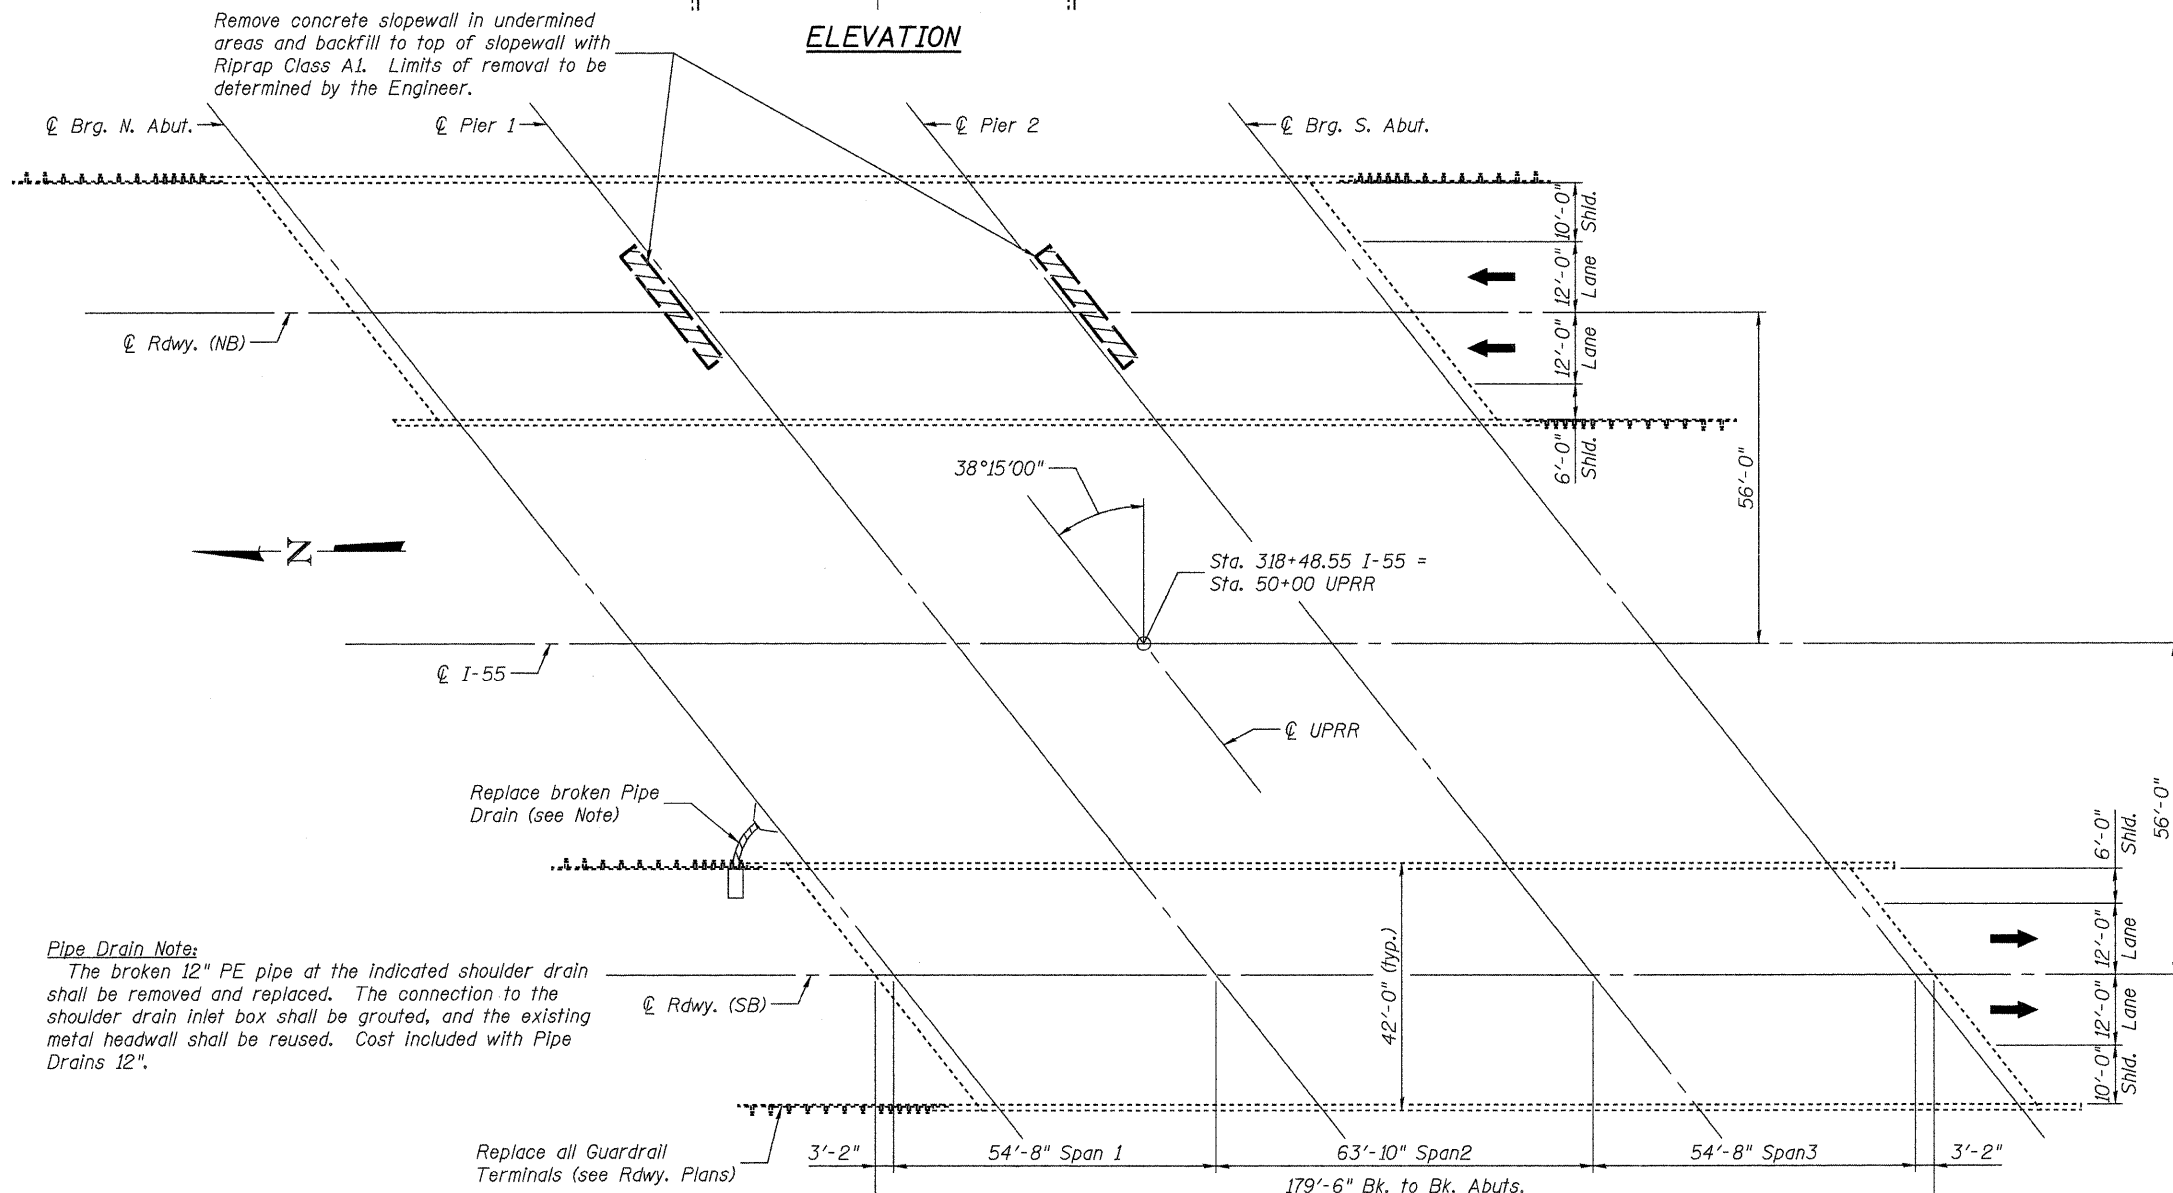 Remove concrete slopewall in undermined
areas and backfill to top of slopewall with
Riprap Class A1. Limits of removal to be
determined by the Engineer.
ELEVATION
℄ Brg. N. Abut.
℄ Pier 1
℄ Pier 2
℄ Brg. S. Abut.
10'-0"
Shld.
12'-0"
Lane
12'-0"
Lane
6'-0"
Shld.
56'-0"
℄ Rdwy. (NB)
38°15'00"
N
Sta. 318+48.55 I-55 =
Sta. 50+00 UPRR
℄ I-55
℄ UPRR
Replace broken Pipe
Drain (see Note)
56'-0"
6'-0"
Shld.
12'-0"
Lane
12'-0"
Lane
10'-0"
Shld.
42'-0" (typ.)
Pipe Drain Note:
The broken 12" PE pipe at the indicated shoulder drain
shall be removed and replaced. The connection to the
shoulder drain inlet box shall be grouted, and the existing
metal headwall shall be reused. Cost included with Pipe
Drains 12".
℄ Rdwy. (SB)
Replace all Guardrail
Terminals (see Rdwy. Plans)
3'-2"
54'-8" Span 1
63'-10" Span2
54'-8" Span3
3'-2"
179'-6" Bk. to Bk. Abuts.